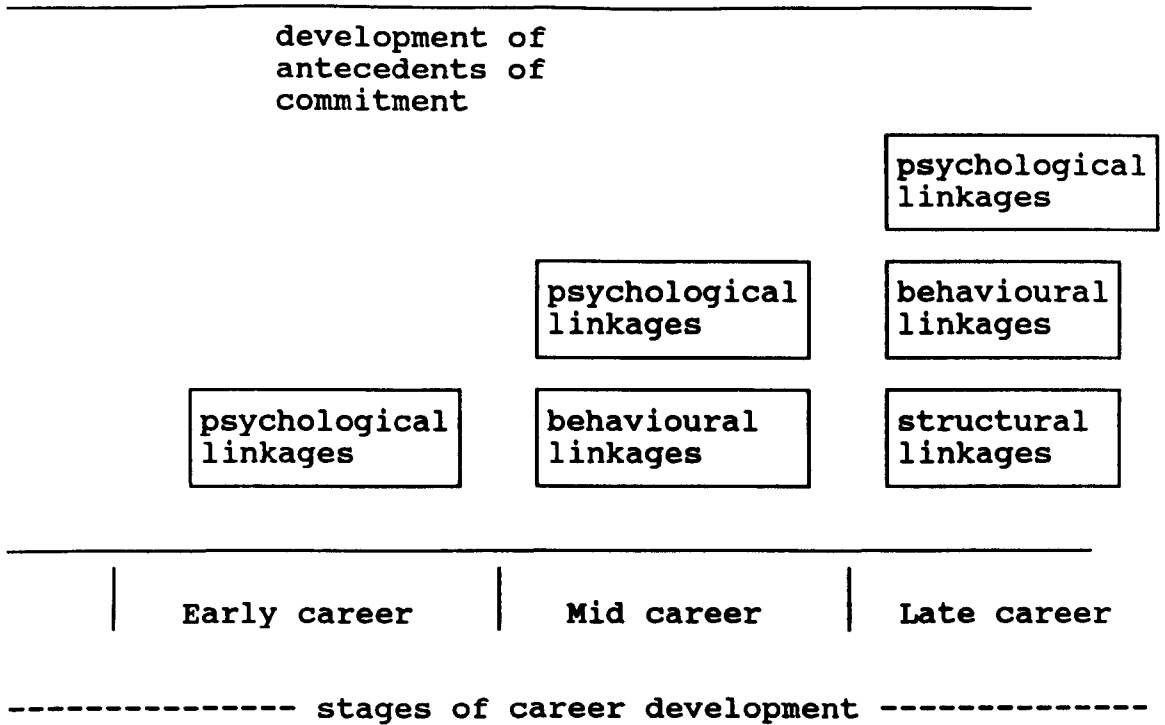 development of
antecedents of
commitment
psychological
linkages
psychological
linkages
behavioural
linkages
psychological
linkages
behavioural
linkages
structural
linkages
Early career
Mid career
Late career
stages of career development